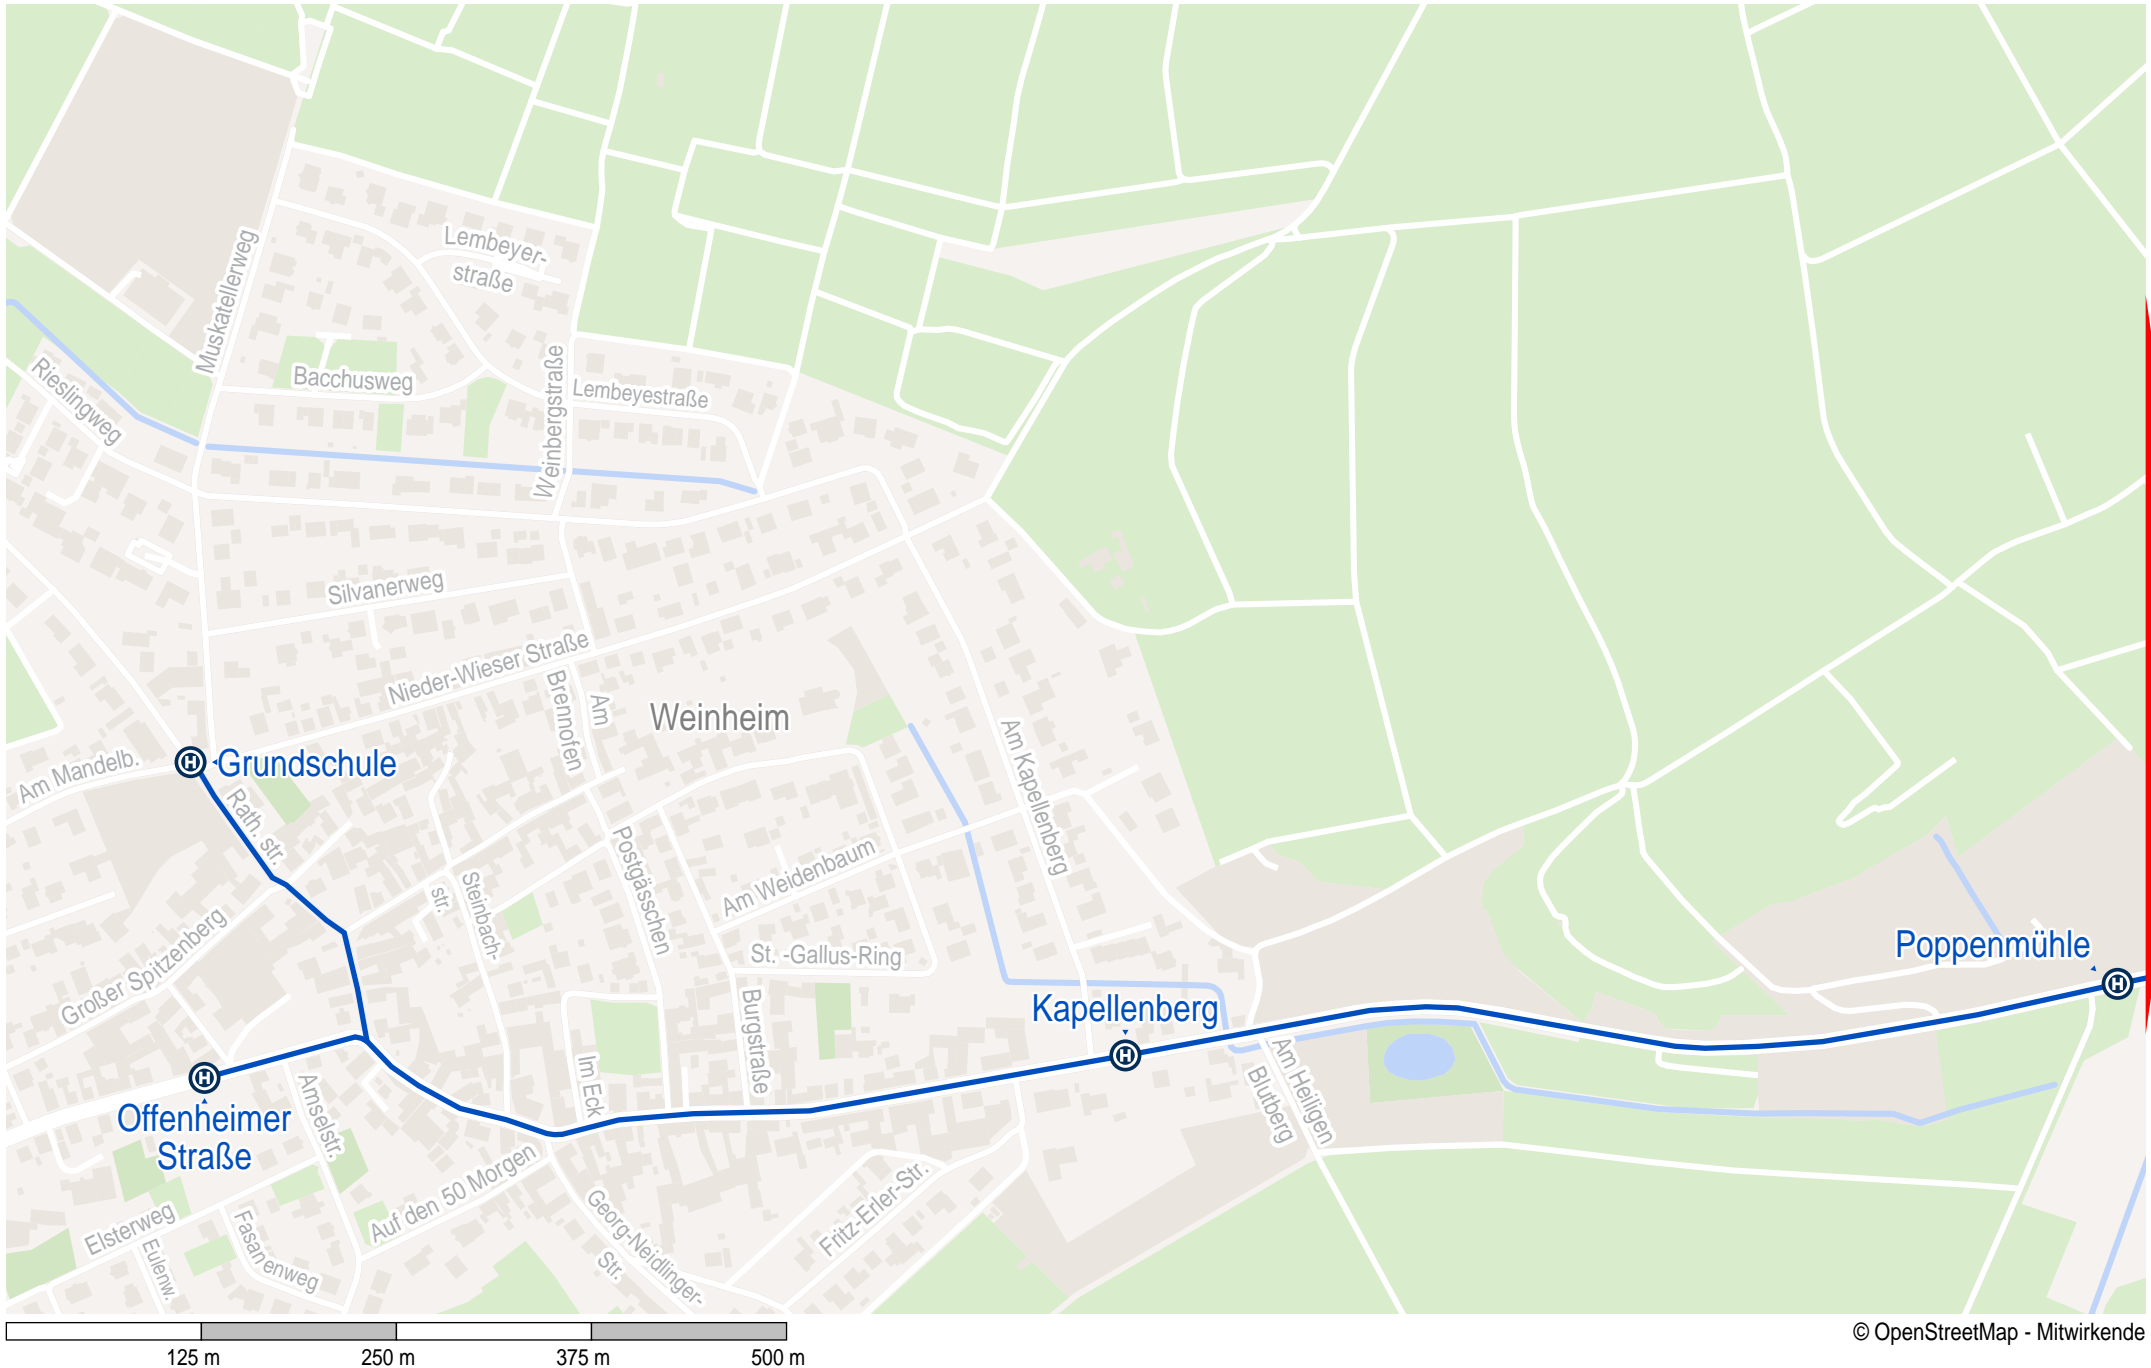 Lembeyer-
straße
Muskatellerweg
Rieslingweg
Bacchusweg
Weinbergstraße
Lembeyestraße
Silvanerweg
Nieder-Wieser Straße
Am
Brennofen
Weinheim
Am Kapellenberg
Am Mandelb.
H
Grundschule
Rath. str.
Postgässchen
Am Weidenbaum
Steinbach-
str.
Großer Spitzenberg
St. -Gallus-Ring
Poppenmühle
H
Burgstraße
Kapellenberg
H
Im Eck
Am Heiligen
Blutberg
H
Offenheimer
Straße
Amselstr.
Auf den 50 Morgen
Georg-Neidlinger-
Str.
Fritz-Erler-Str.
Elsterweg
Eulenw.
Fasanenweg
125 m
250 m
375 m
500 m
© OpenStreetMap - Mitwirkende